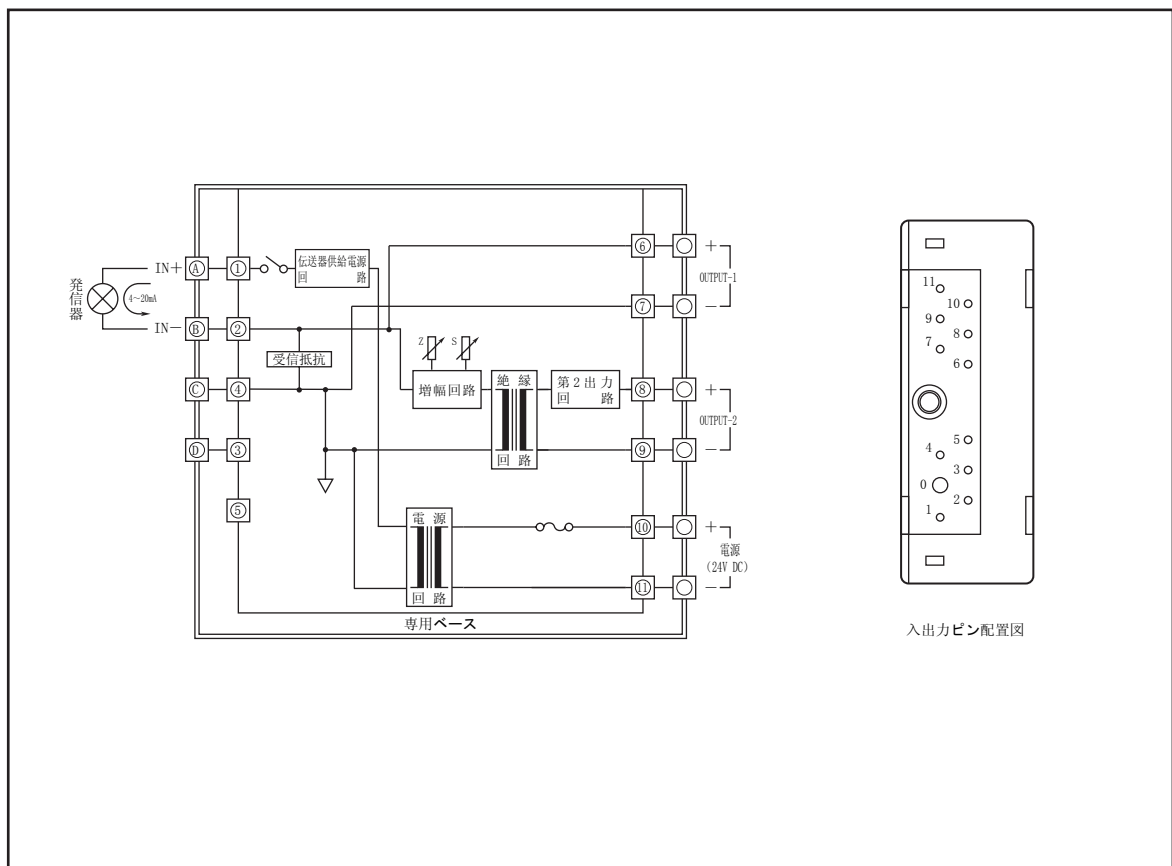 発信器
4～20mA
IN＋
IN－
Ⓐ
Ⓑ
Ⓒ
Ⓓ
①
②
④
③
⑤
伝送器供給電源
回路
受信抵抗
Z
S
増幅回路
絶縁
回路
第2出力
回路
電源
回路
専用ベース
⑥
⑦
⑧
⑨
⑩
⑪
＋
OUTPUT-1
－
＋
OUTPUT-2
－
＋
電源
(24V DC)
－
11
10
9
8
7
6
5
4
3
0
2
1
入出力ピン配置図